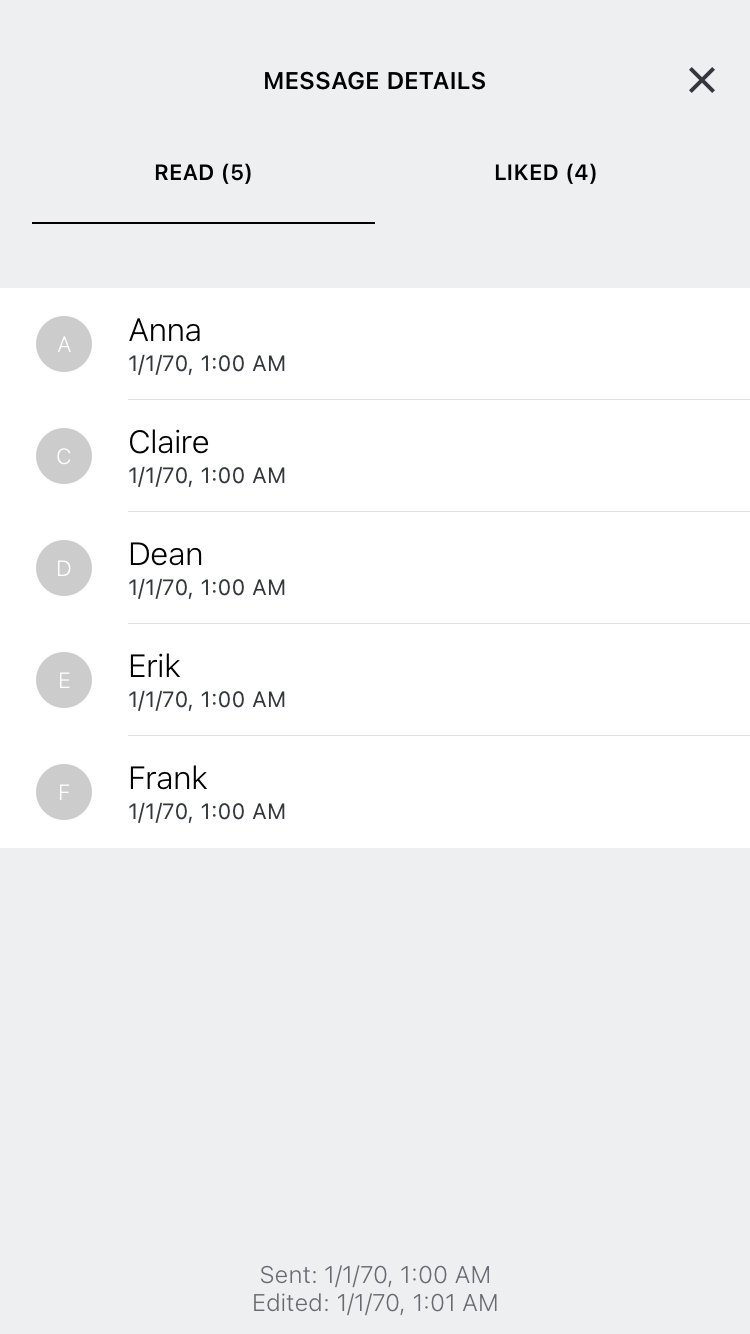 MESSAGE DETAILS
READ (5) LIKED (4)
A
Anna
1/1/70, 1:00 AM
C
Claire
1/1/70, 1:00 AM
D
Dean
1/1/70, 1:00 AM
E
Erik
1/1/70, 1:00 AM
F
Frank
1/1/70, 1:00 AM
Sent: 1/1/70, 1:00 AM
Edited: 1/1/70, 1:01 AM